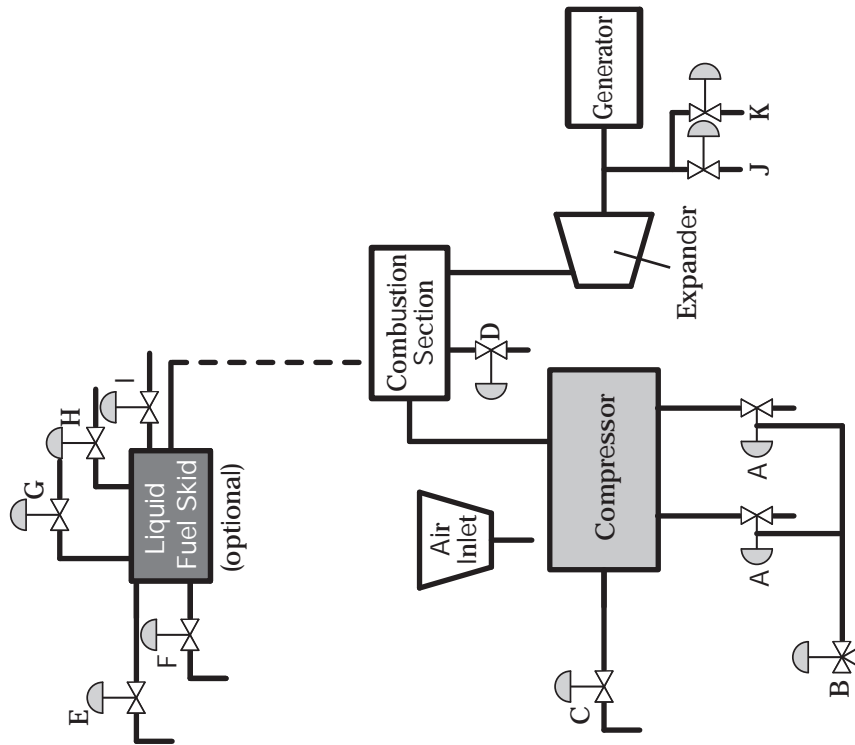 Generator
K
J
Expander
Combustion
Section
D
I
H
G
Liquid
Fuel Skid
(optional)
F
E
Air
Inlet
Compressor
A
A
C
B